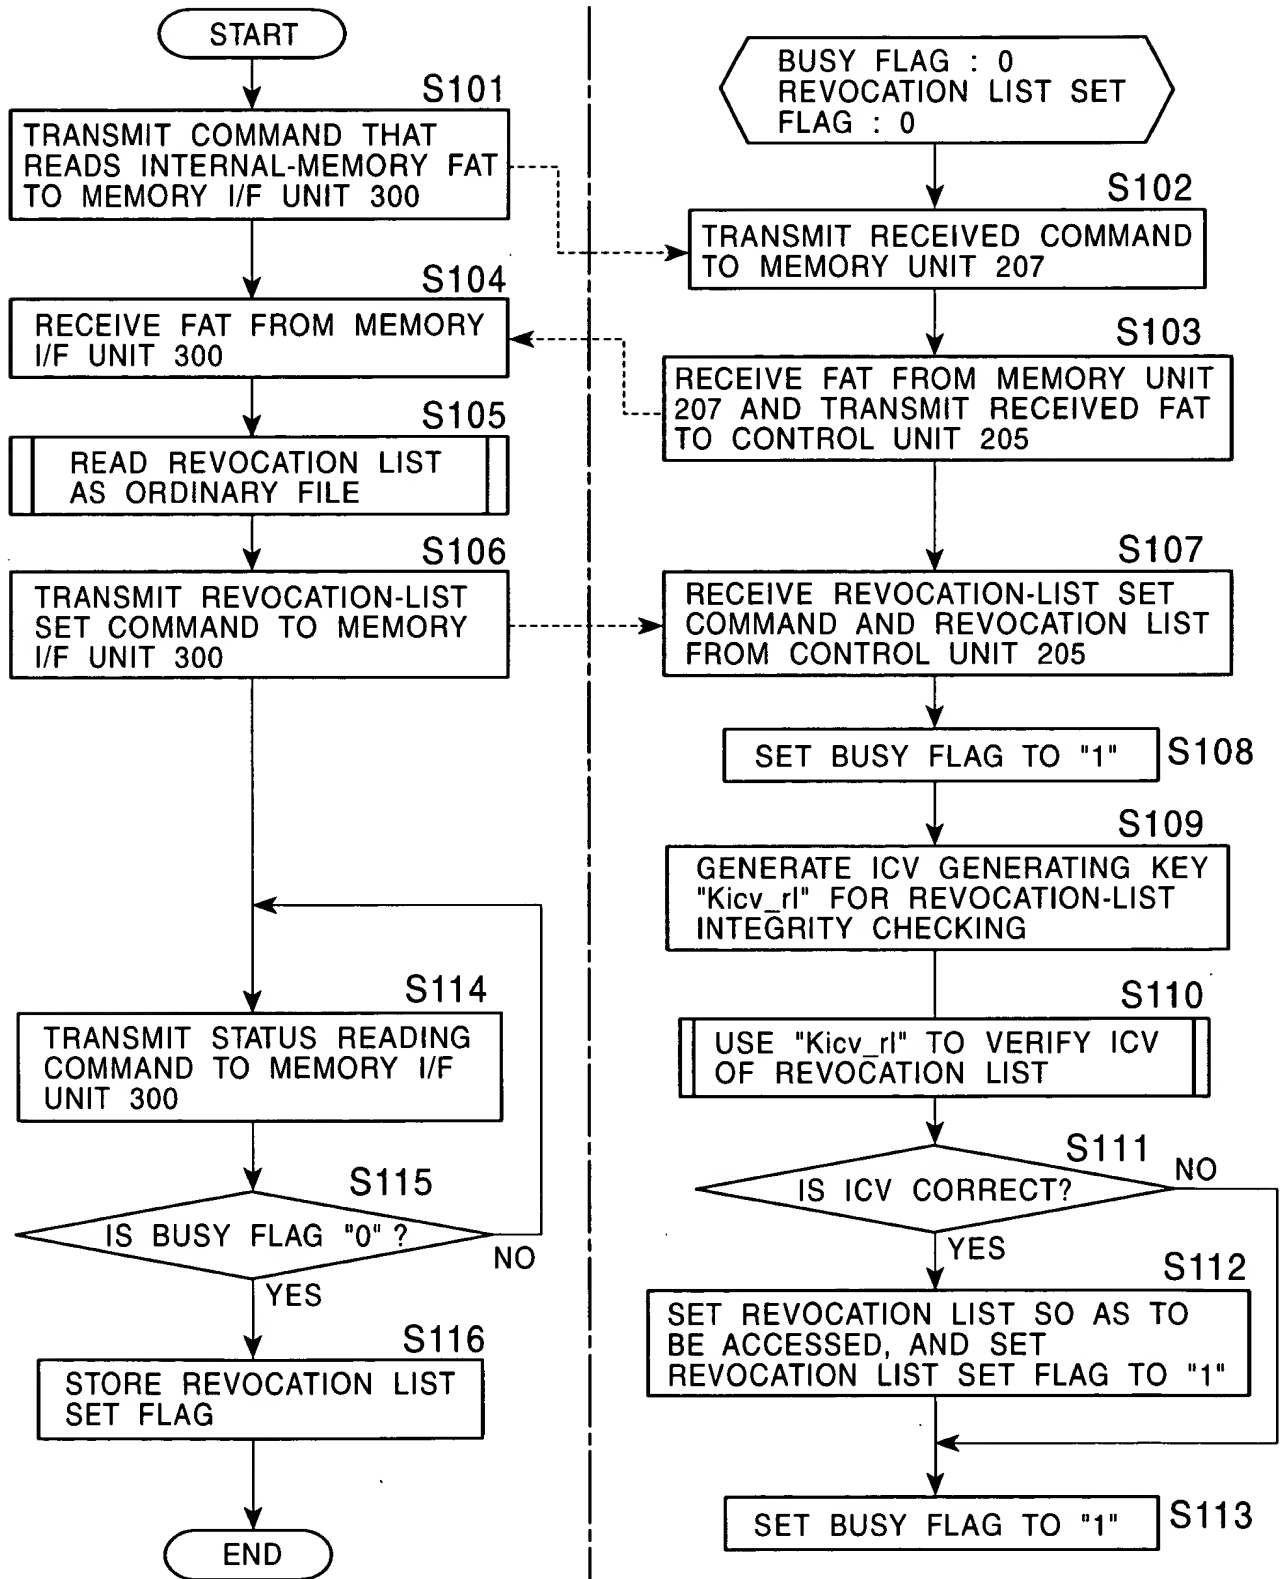 START
S101
TRANSMIT COMMAND THAT
READS INTERNAL-MEMORY FAT
TO MEMORY I/F UNIT 300
S104
RECEIVE FAT FROM MEMORY
I/F UNIT 300
S105
READ REVOCATION LIST
AS ORDINARY FILE
S106
TRANSMIT REVOCATION-LIST
SET COMMAND TO MEMORY
I/F UNIT 300
S114
TRANSMIT STATUS READING
COMMAND TO MEMORY I/F
UNIT 300
S115
IS BUSY FLAG "0" ?
NO
YES
S116
STORE REVOCATION LIST
SET FLAG
END
BUSY FLAG : 0
REVOCATION LIST SET
FLAG : 0
S102
TRANSMIT RECEIVED COMMAND
TO MEMORY UNIT 207
S103
RECEIVE FAT FROM MEMORY UNIT
207 AND TRANSMIT RECEIVED FAT
TO CONTROL UNIT 205
S107
RECEIVE REVOCATION-LIST SET
COMMAND AND REVOCATION LIST
FROM CONTROL UNIT 205
SET BUSY FLAG TO "1"
S108
S109
GENERATE ICV GENERATING KEY
"Kicv_rl" FOR REVOCATION-LIST
INTEGRITY CHECKING
S110
USE "Kicv_rl" TO VERIFY ICV
OF REVOCATION LIST
S111
IS ICV CORRECT?
NO
YES
S112
SET REVOCATION LIST SO AS TO
BE ACCESSED, AND SET
REVOCATION LIST SET FLAG TO "1"
SET BUSY FLAG TO "1"
S113